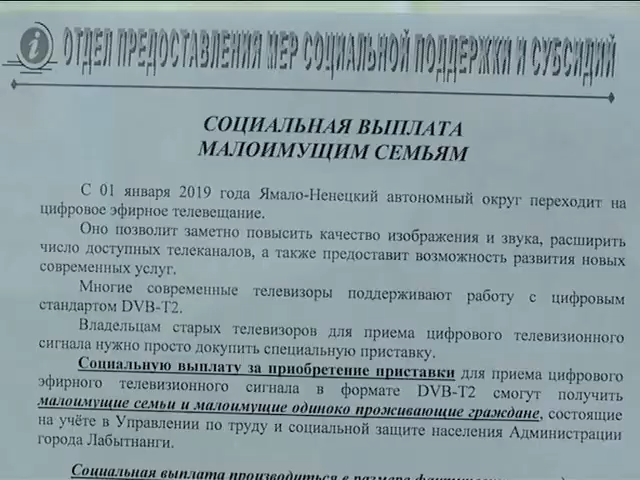 ОТДЕЛ ПРЕДОСТАВЛЕНИЯ МЕР СОЦИАЛЬНОЙ ПОДДЕРЖКИ И СУБСИДИЙ
СОЦИАЛЬНАЯ ВЫПЛАТА
МАЛОИМУЩИМ СЕМЬЯМ
С 01 января 2019 года Ямало-Ненецкий автономный округ переходит на
цифровое эфирное телевещание.
Оно позволит заметно повысить качество изображения и звука, расширить
число доступных телеканалов, а также предоставит возможность развития новых
современных услуг.
Многие современные телевизоры поддерживают работу с цифровым
стандартом DVB-T2.
Владельцам старых телевизоров для приема цифрового телевизионного
сигнала нужно просто докупить специальную приставку.
Социальную выплату за приобретение приставки для приема цифрового
эфирного телевизионного сигнала в формате DVB-T2 смогут получить
малоимущие семьи и малоимущие одиноко проживающие граждане, состоящие
на учёте в Управлении по труду и социальной защите населения Администрации
города Лабытнанги.
Социальная выплата производиться в размере